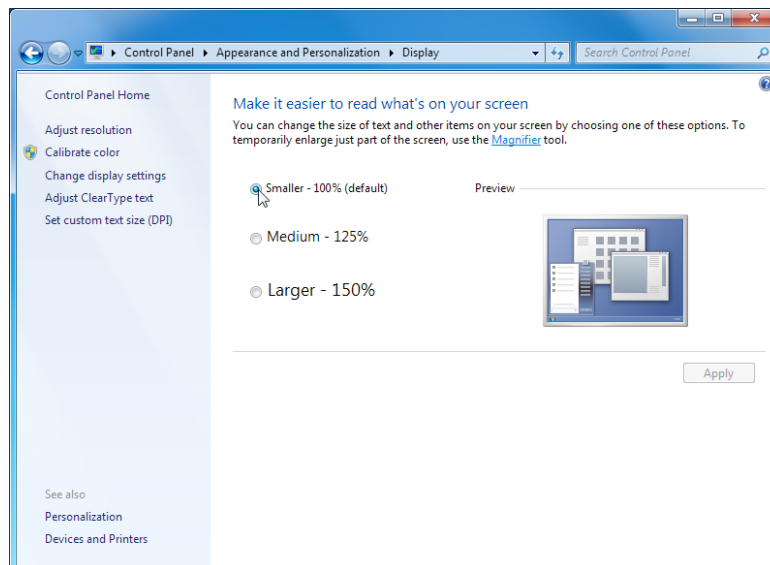 Control Panel Appearance and Personalization Display
Search Control Panel
Control Panel Home
Adjust resolution
Calibrate color
Change display settings
Adjust ClearType text
Set custom text size (DPI)
See also
Personalization
Devices and Printers
Make it easier to read what's on your screen
You can change the size of text and other items on your screen by choosing one of these options. To
temporarily enlarge just part of the screen, use the Magnifier tool.
Smaller - 100% (default)
Medium - 125%
Larger - 150%
Preview
Apply